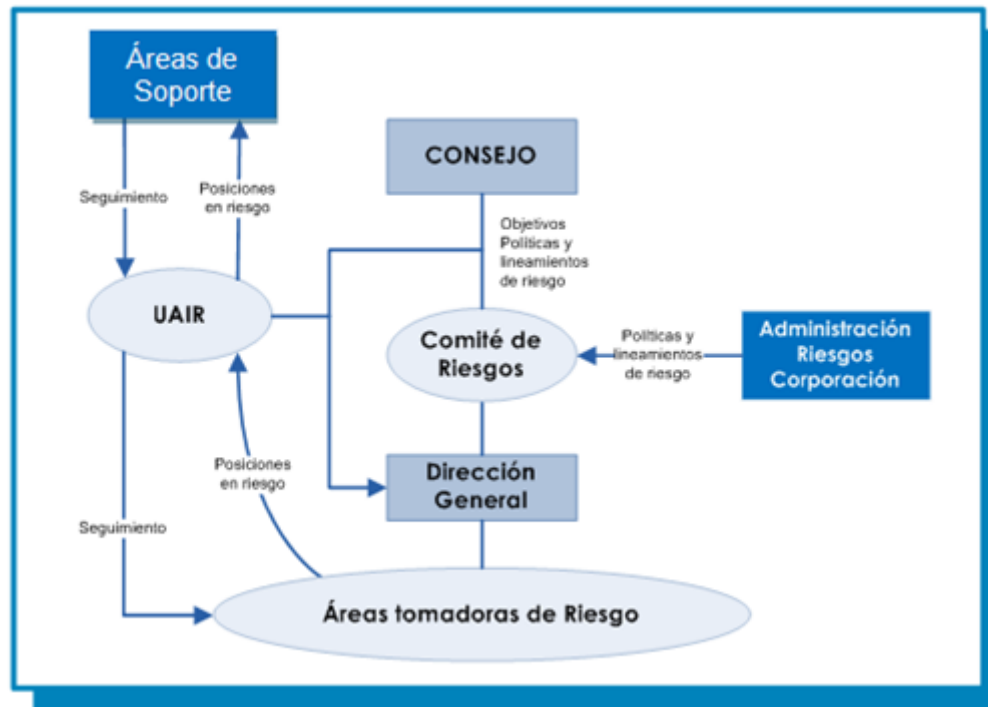 Áreas de
Soporte
CONSEJO
Seguimiento
Posiciones
en riesgo
Objetivos
Políticas y
lineamientos
de riesgo
UAIR
Comité de
Riesgos
Políticas y
lineamientos
de riesgo
Administración
Riesgos
Corporación
Posiciones
en riesgo
Dirección
General
Seguimiento
Áreas tomadoras de Riesgo